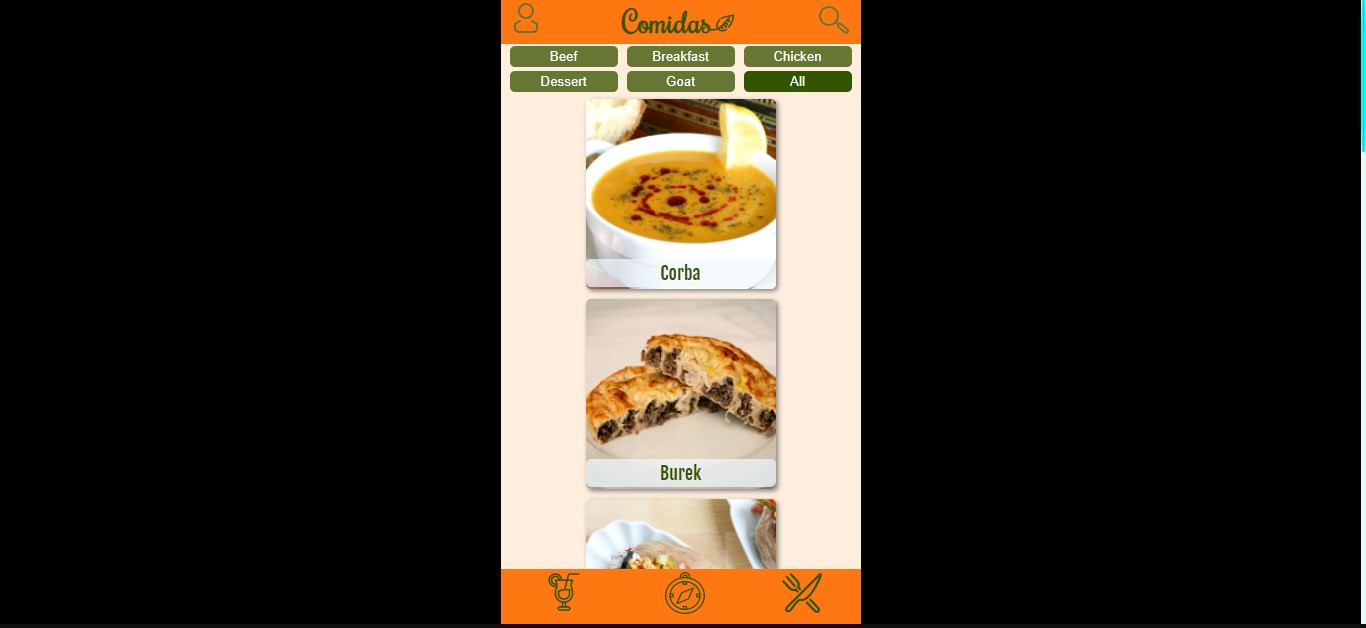 Comidas
Beef Breakfast Chicken
Dessert Goat All
Corba
Burek